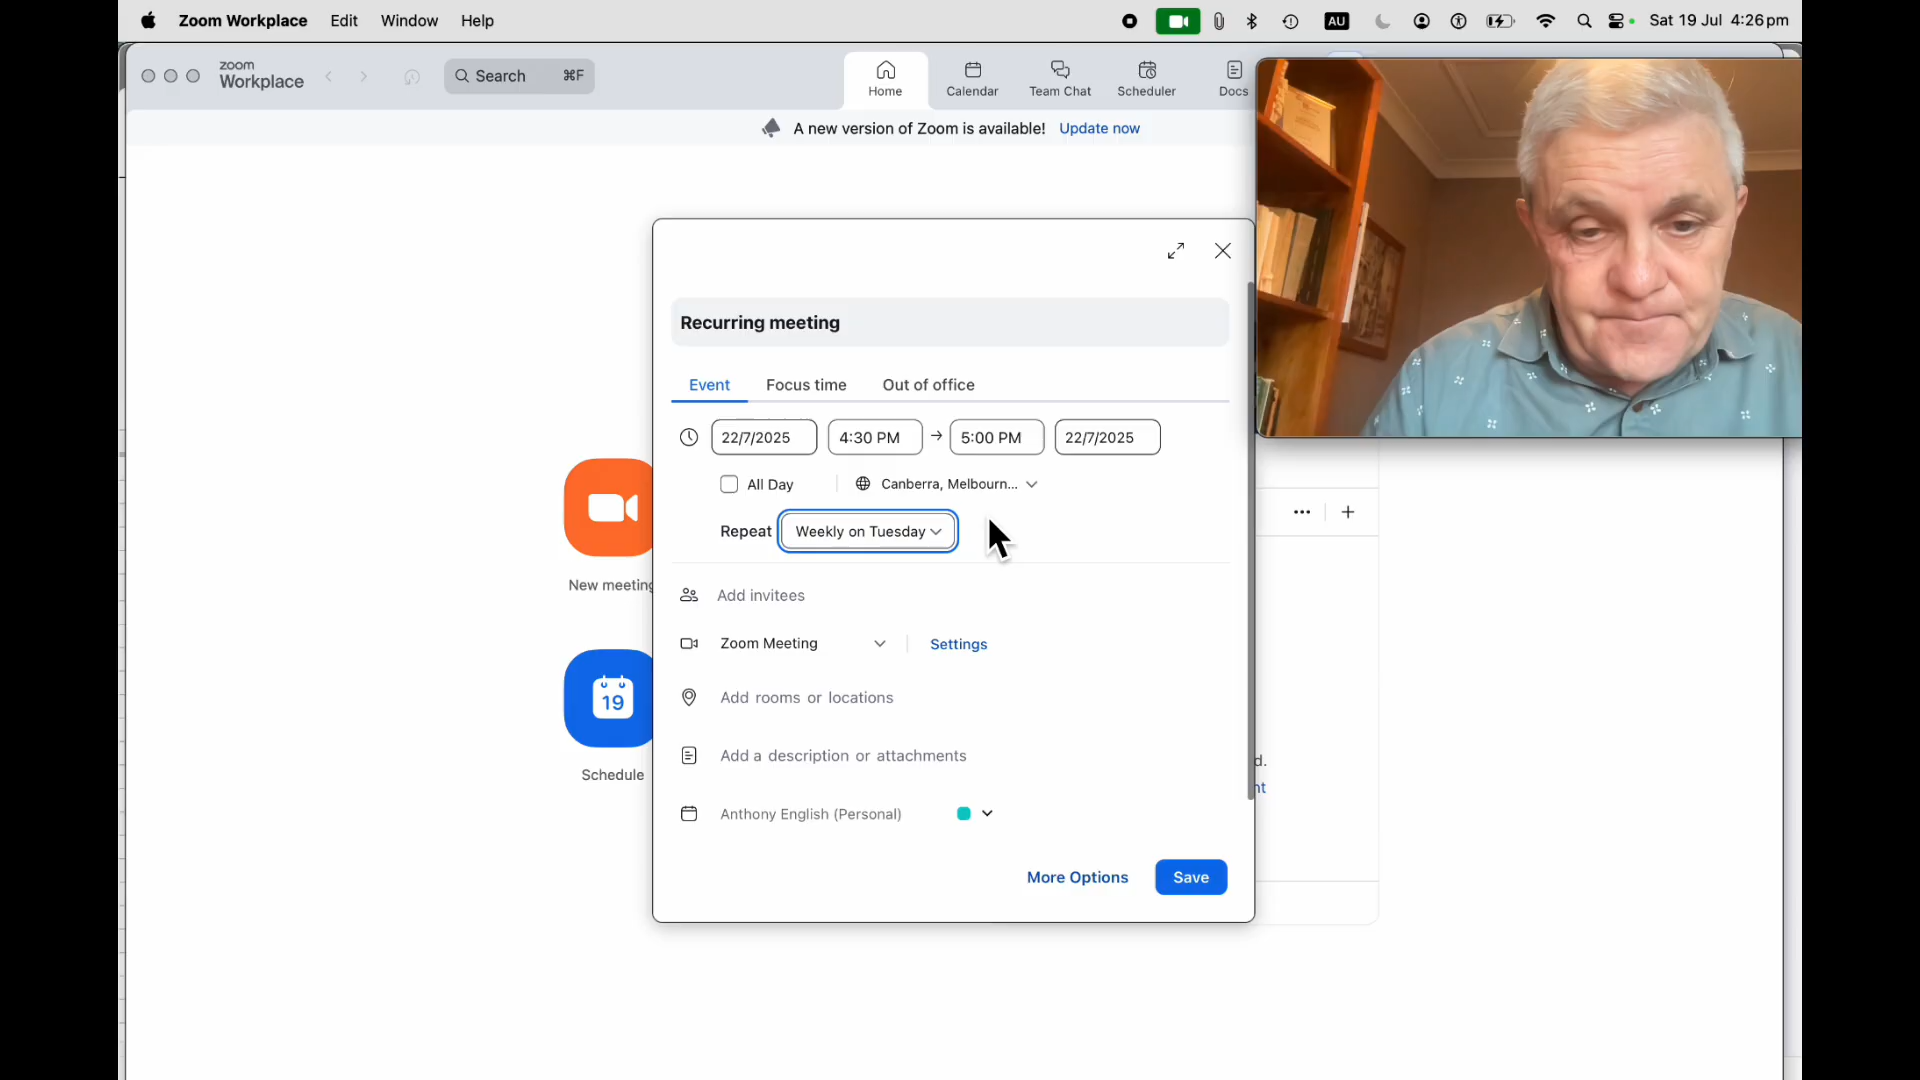 Zoom Workplace Edit Window Help AU Sat 19 Jul 4:26pm
zoom
Workplace
Search ⌘F
Home
Calendar
Team Chat
Scheduler
Docs
A new version of Zoom is available! Update now
Recurring meeting
Event Focus time Out of office
22/7/2025 4:30 PM → 5:00 PM 22/7/2025
All Day Canberra, Melbourn...
Repeat Weekly on Tuesday
Add invitees
Zoom Meeting Settings
Add rooms or locations
Add a description or attachments
Anthony English (Personal)
More Options Save
New meeting
19
Schedule
d.
nt